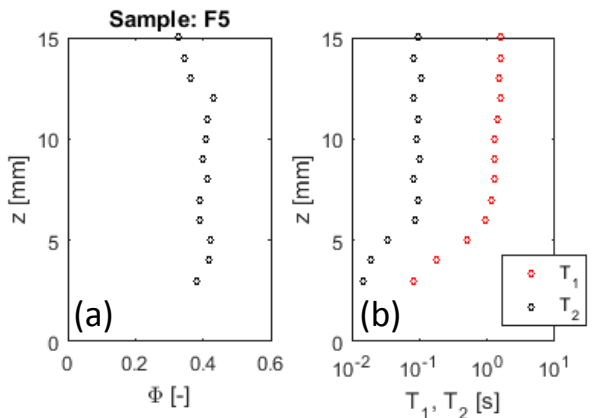 Sample: F5
15
10
5
0
z [mm]
0
0.2
0.4
0.6
Φ [-]
(a)
15
10
5
0
z [mm]
10⁻²
10⁻¹
10⁰
10¹
T₁, T₂ [s]
(b)
T₁
T₂